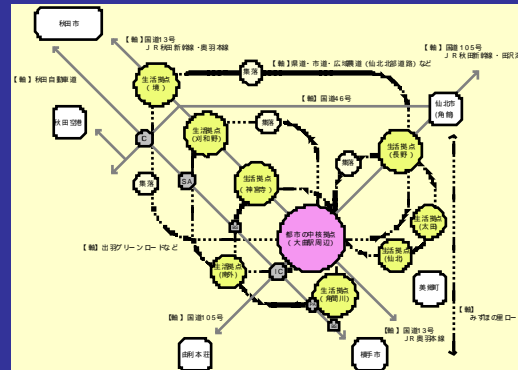 秋田市
【軸】国道13号
JR秋田新幹線・奥羽本線
【軸】国道105号
JR秋田新幹線・田沢
【軸】県道・市道・広域農道(仙北北部道路)など
集落
【軸】秋田自動車道
生活拠点
(境)
【軸】国道46号
仙北市
(角館)
秋田空港
生活拠点
(刈和野)
集落
IC
生活拠点
(長野)
集落
集落
SA
生活拠点
(神宮寺)
生活拠点
(太田)
都市の中核拠点
(大曲駅周辺)
【軸】出羽グリーンロードなど
生活拠点
(仙北)
生活拠点
(南外)
IC
美郷町
生活拠点
(角間川)
【軸】
みずほの里ロー
【軸】国道105号
【軸】国道13号
JR奥羽本線
由利本荘
横手市